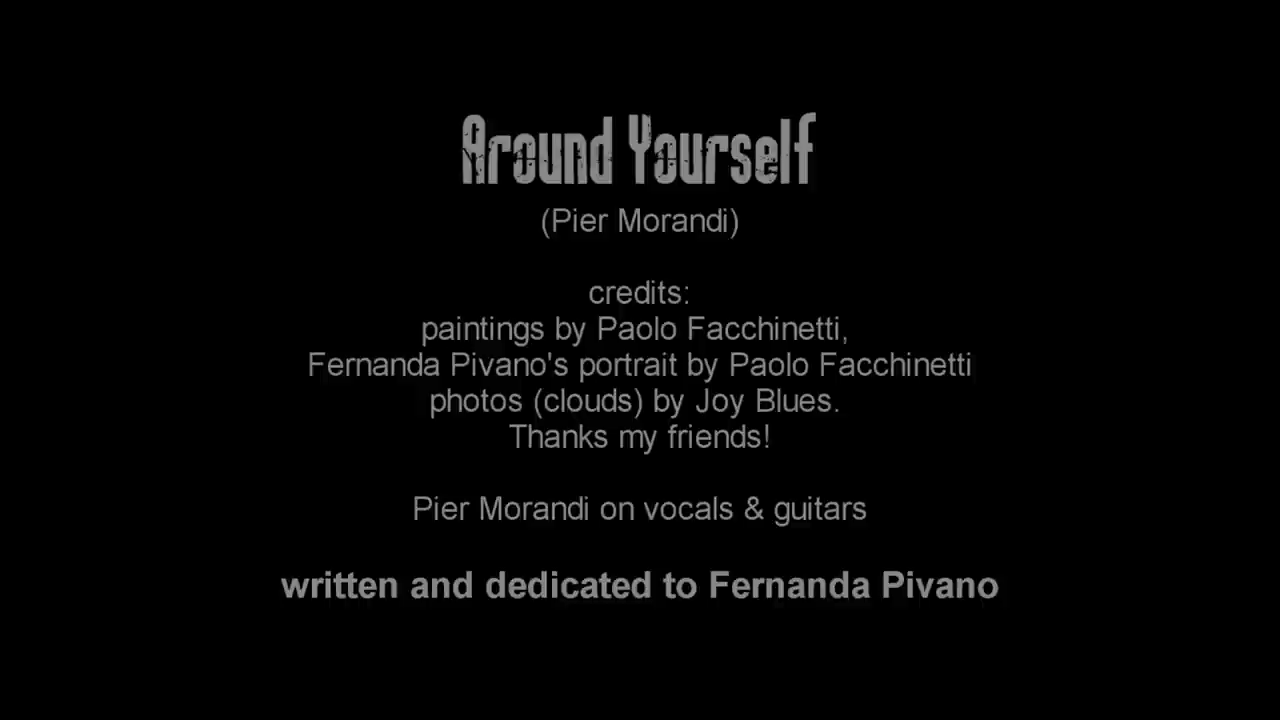 Around Yourself
(Pier Morandi)
credits:
paintings by Paolo Facchinetti,
Fernanda Pivano's portrait by Paolo Facchinetti
photos (clouds) by Joy Blues.
Thanks my friends!
Pier Morandi on vocals & guitars
written and dedicated to Fernanda Pivano